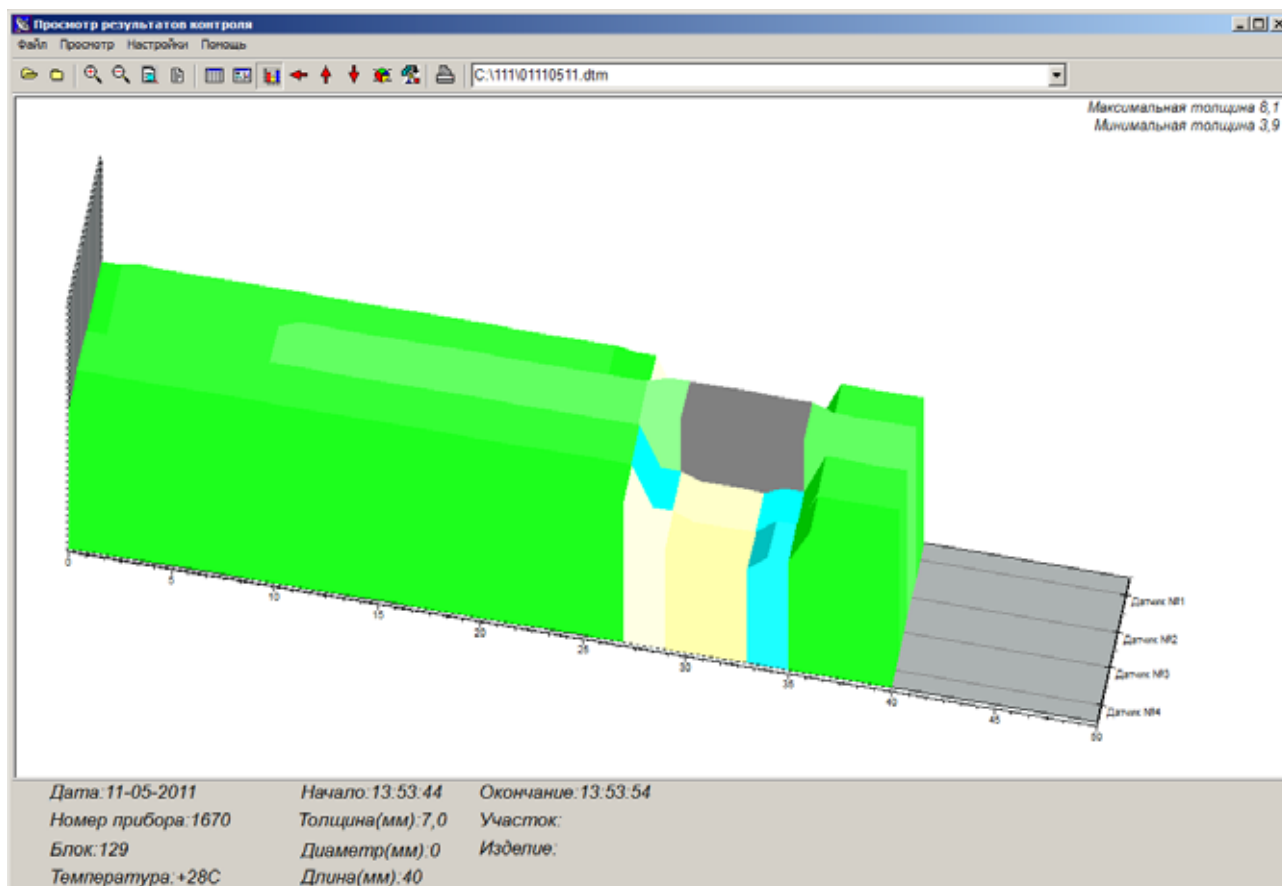 Просмотр результатов контроля
Файл Просмотр Настройки Помощь
C:\111\01110511.dtm
Максимальная толщина 8,1
Минимальная толщина 3,9
0
5
10
15
20
25
30
35
40
45
50
Датчик №1
Датчик №2
Датчик №3
Датчик №4
Дата:11-05-2011 Начало:13:53:44 Окончание:13:53:54
Номер прибора:1670 Толщина(мм):7,0 Участок:
Блок:129 Диаметр(мм):0 Изделие:
Температура:+28С Длина(мм):40